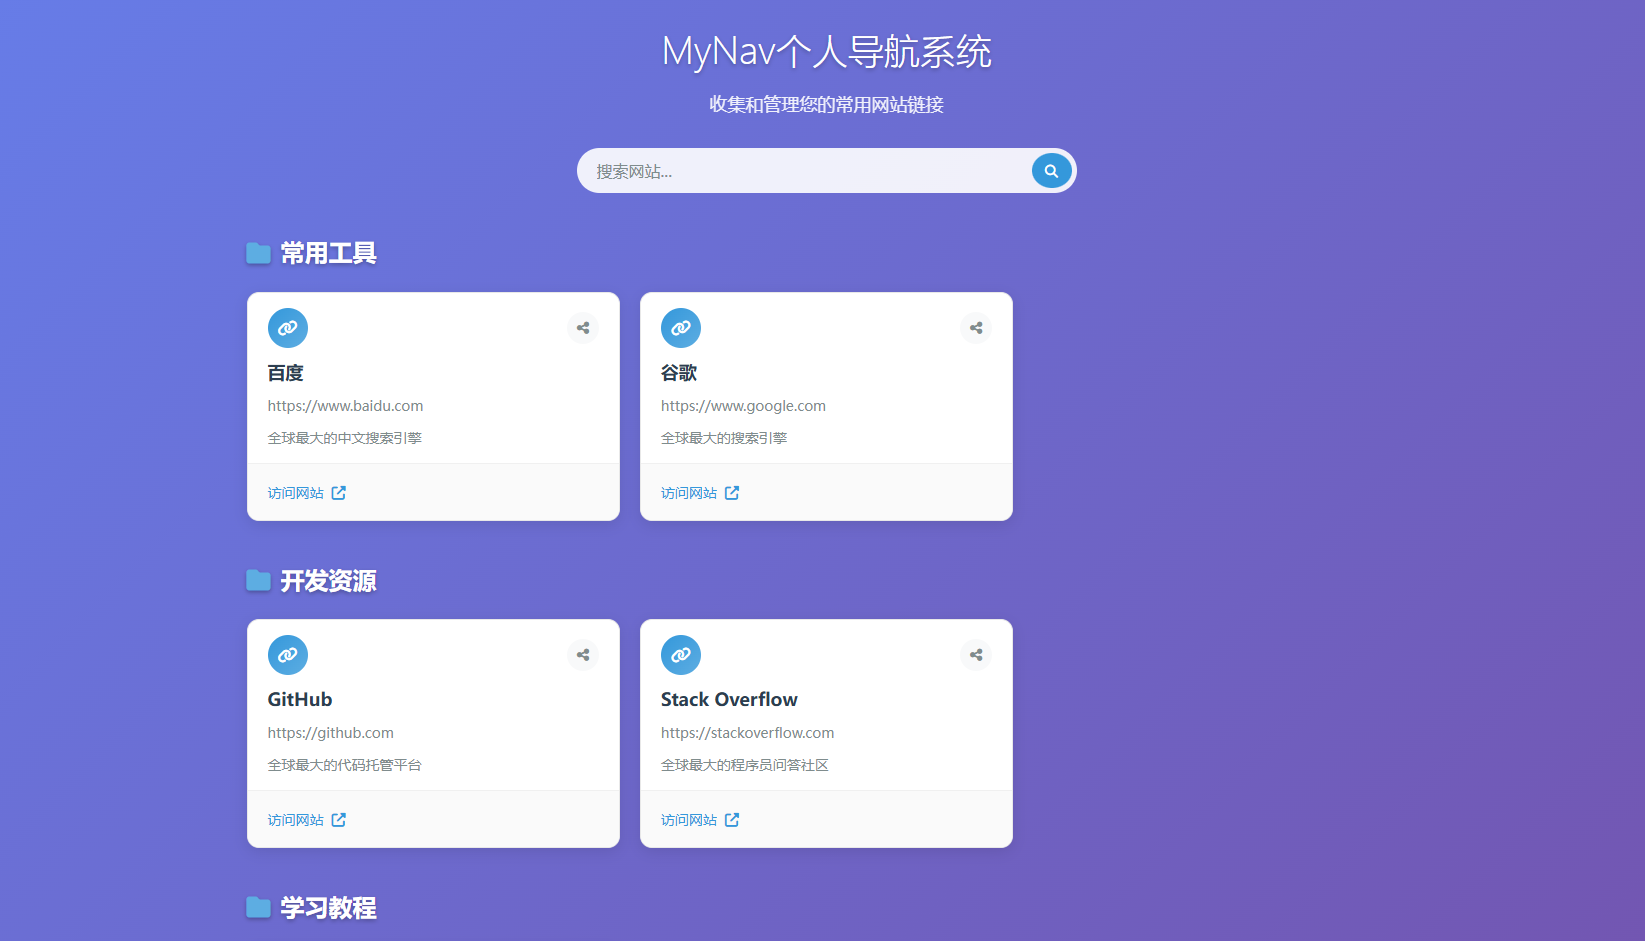 MyNav个人导航系统
收集和管理您的常用网站链接
搜索网站...
常用工具
百度
https://www.baidu.com
全球最大的中文搜索引擎
访问网站
谷歌
https://www.google.com
全球最大的搜索引擎
访问网站
开发资源
GitHub
https://github.com
全球最大的代码托管平台
访问网站
Stack Overflow
https://stackoverflow.com
全球最大的程序员问答社区
访问网站
学习教程